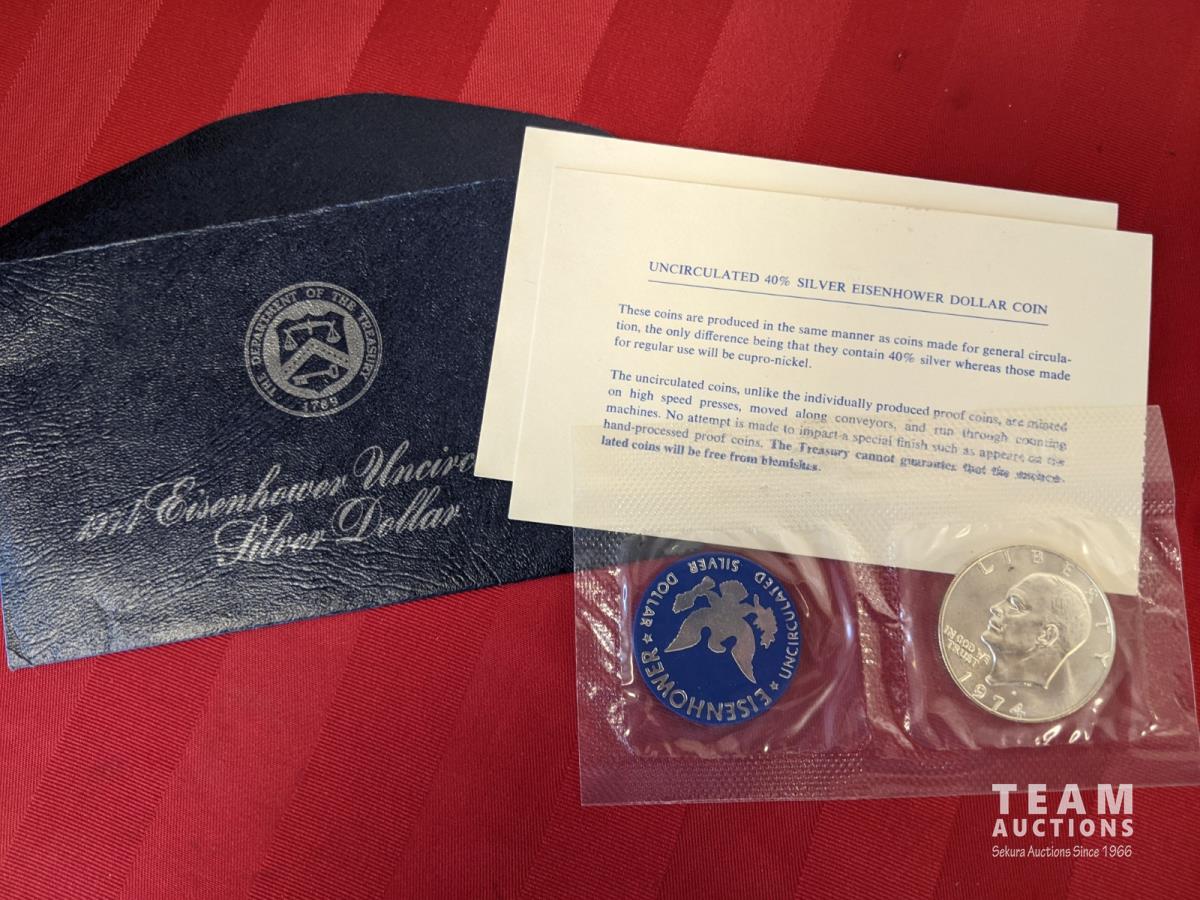 THE DEPARTMENT OF THE TREASURY
1789
1974 Eisenhower Uncirc
Silver Dollar
UNCIRCULATED 40% SILVER EISENHOWER DOLLAR COIN
These coins are produced in the same manner as coins made for general circula-
tion, the only difference being that they contain 40% silver whereas those made
for regular use will be cupro-nickel.
The uncirculated coins, unlike the individually produced proof coins, are minted
on high speed presses, moved along conveyors, and run through counting
machines. No attempt is made to impart a special finish such as appears on the
hand-processed proof coins. The Treasury cannot guarantee that the uncircu-
lated coins will be free from blemishes.
EISENHOWER ★ UNCIRCULATED SILVER DOLLAR ★
LIBERTY
IN GOD WE
TRUST
1974
TEAM
AUCTIONS
Sekura Auctions Since 1966